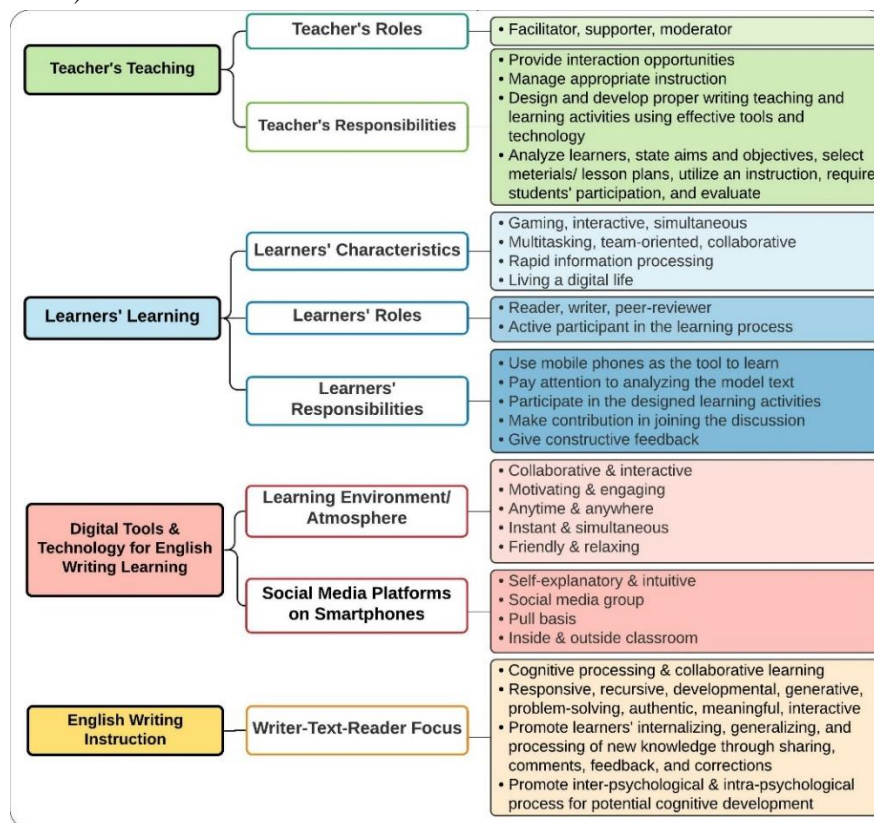 )
Teacher's Teaching
Teacher's Roles
• Facilitator, supporter, moderator
Teacher's Responsibilities
• Provide interaction opportunities
• Manage appropriate instruction
• Design and develop proper writing teaching and
learning activities using effective tools and
technology
• Analyze learners, state aims and objectives, select
meterials/ lesson plans, utilize an instruction, require
students' participation, and evaluate
Learners' Learning
Learners' Characteristics
• Gaming, interactive, simultaneous
• Multitasking, team-oriented, collaborative
• Rapid information processing
• Living a digital life
Learners' Roles
• Reader, writer, peer-reviewer
• Active participant in the learning process
Learners'
Responsibilities
• Use mobile phones as the tool to learn
• Pay attention to analyzing the model text
• Participate in the designed learning activities
• Make contribution in joining the discussion
• Give constructive feedback
Digital Tools &
Technology for English
Writing Learning
Learning Environment/
Atmosphere
• Collaborative & interactive
• Motivating & engaging
• Anytime & anywhere
• Instant & simultaneous
• Friendly & relaxing
Social Media Platforms
on Smartphones
• Self-explanatory & intuitive
• Social media group
• Pull basis
• Inside & outside classroom
English Writing
Instruction
Writer-Text-Reader Focus
• Cognitive processing & collaborative learning
• Responsive, recursive, developmental, generative,
problem-solving, authentic, meaningful, interactive
• Promote learners' internalizing, generalizing, and
processing of new knowledge through sharing,
comments, feedback, and corrections
• Promote inter-psychological & intra-psychological
process for potential cognitive development